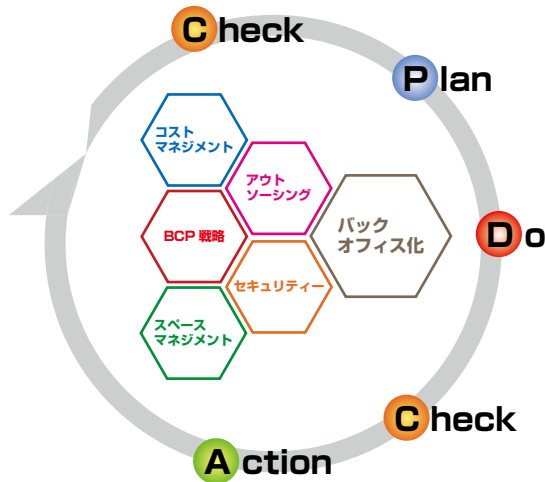 Check
Plan
コスト
マネジメント
アウト
ソーシング
バック
オフィス化
BCP 戦略
Do
セキュリティー
スペース
マネジメント
Check
Action